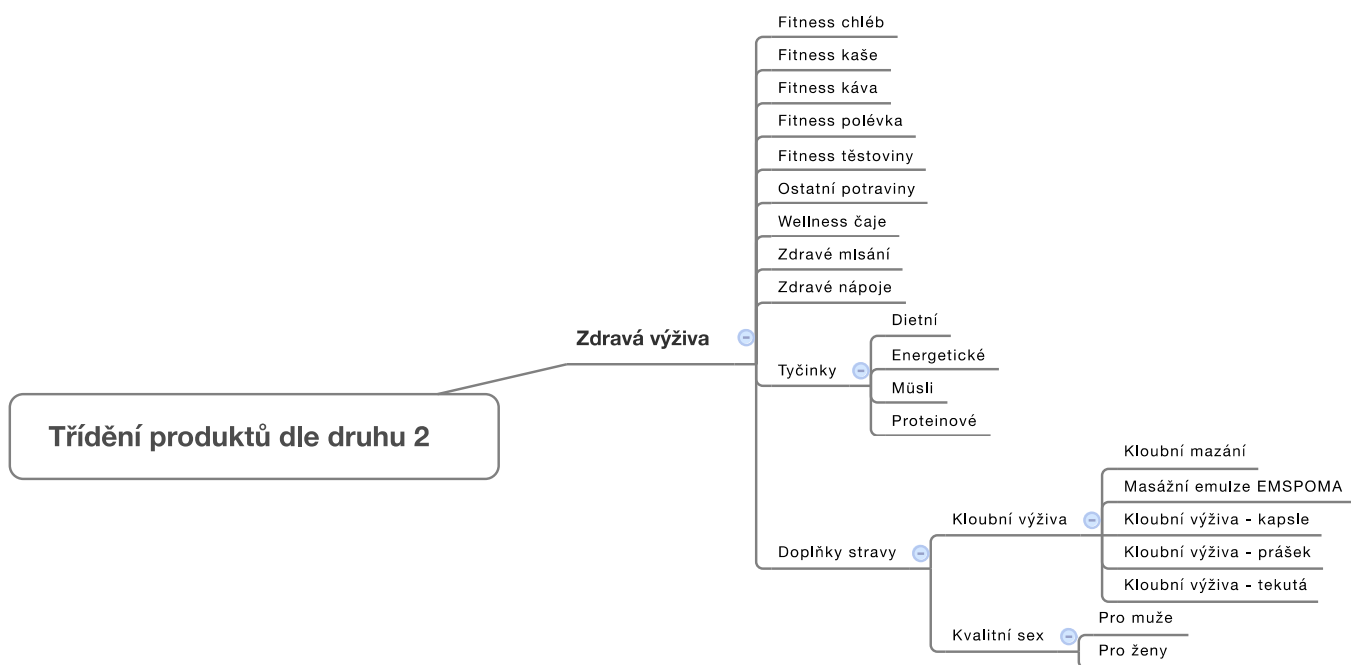 Fitness chléb
Fitness kaše
Fitness káva
Fitness polévka
Fitness těstoviny
Ostatní potraviny
Wellness čaje
Zdravé mlsání
Zdravé nápoje
Zdravá výživa
Tyčinky
Dietní
Energetické
Müsli
Proteinové
Třídění produktů dle druhu 2
Doplňky stravy
Kloubní výživa
Kloubní mazání
Masážní emulze EMSPOMA
Kloubní výživa - kapsle
Kloubní výživa - prášek
Kloubní výživa - tekutá
Kvalitní sex
Pro muže
Pro ženy